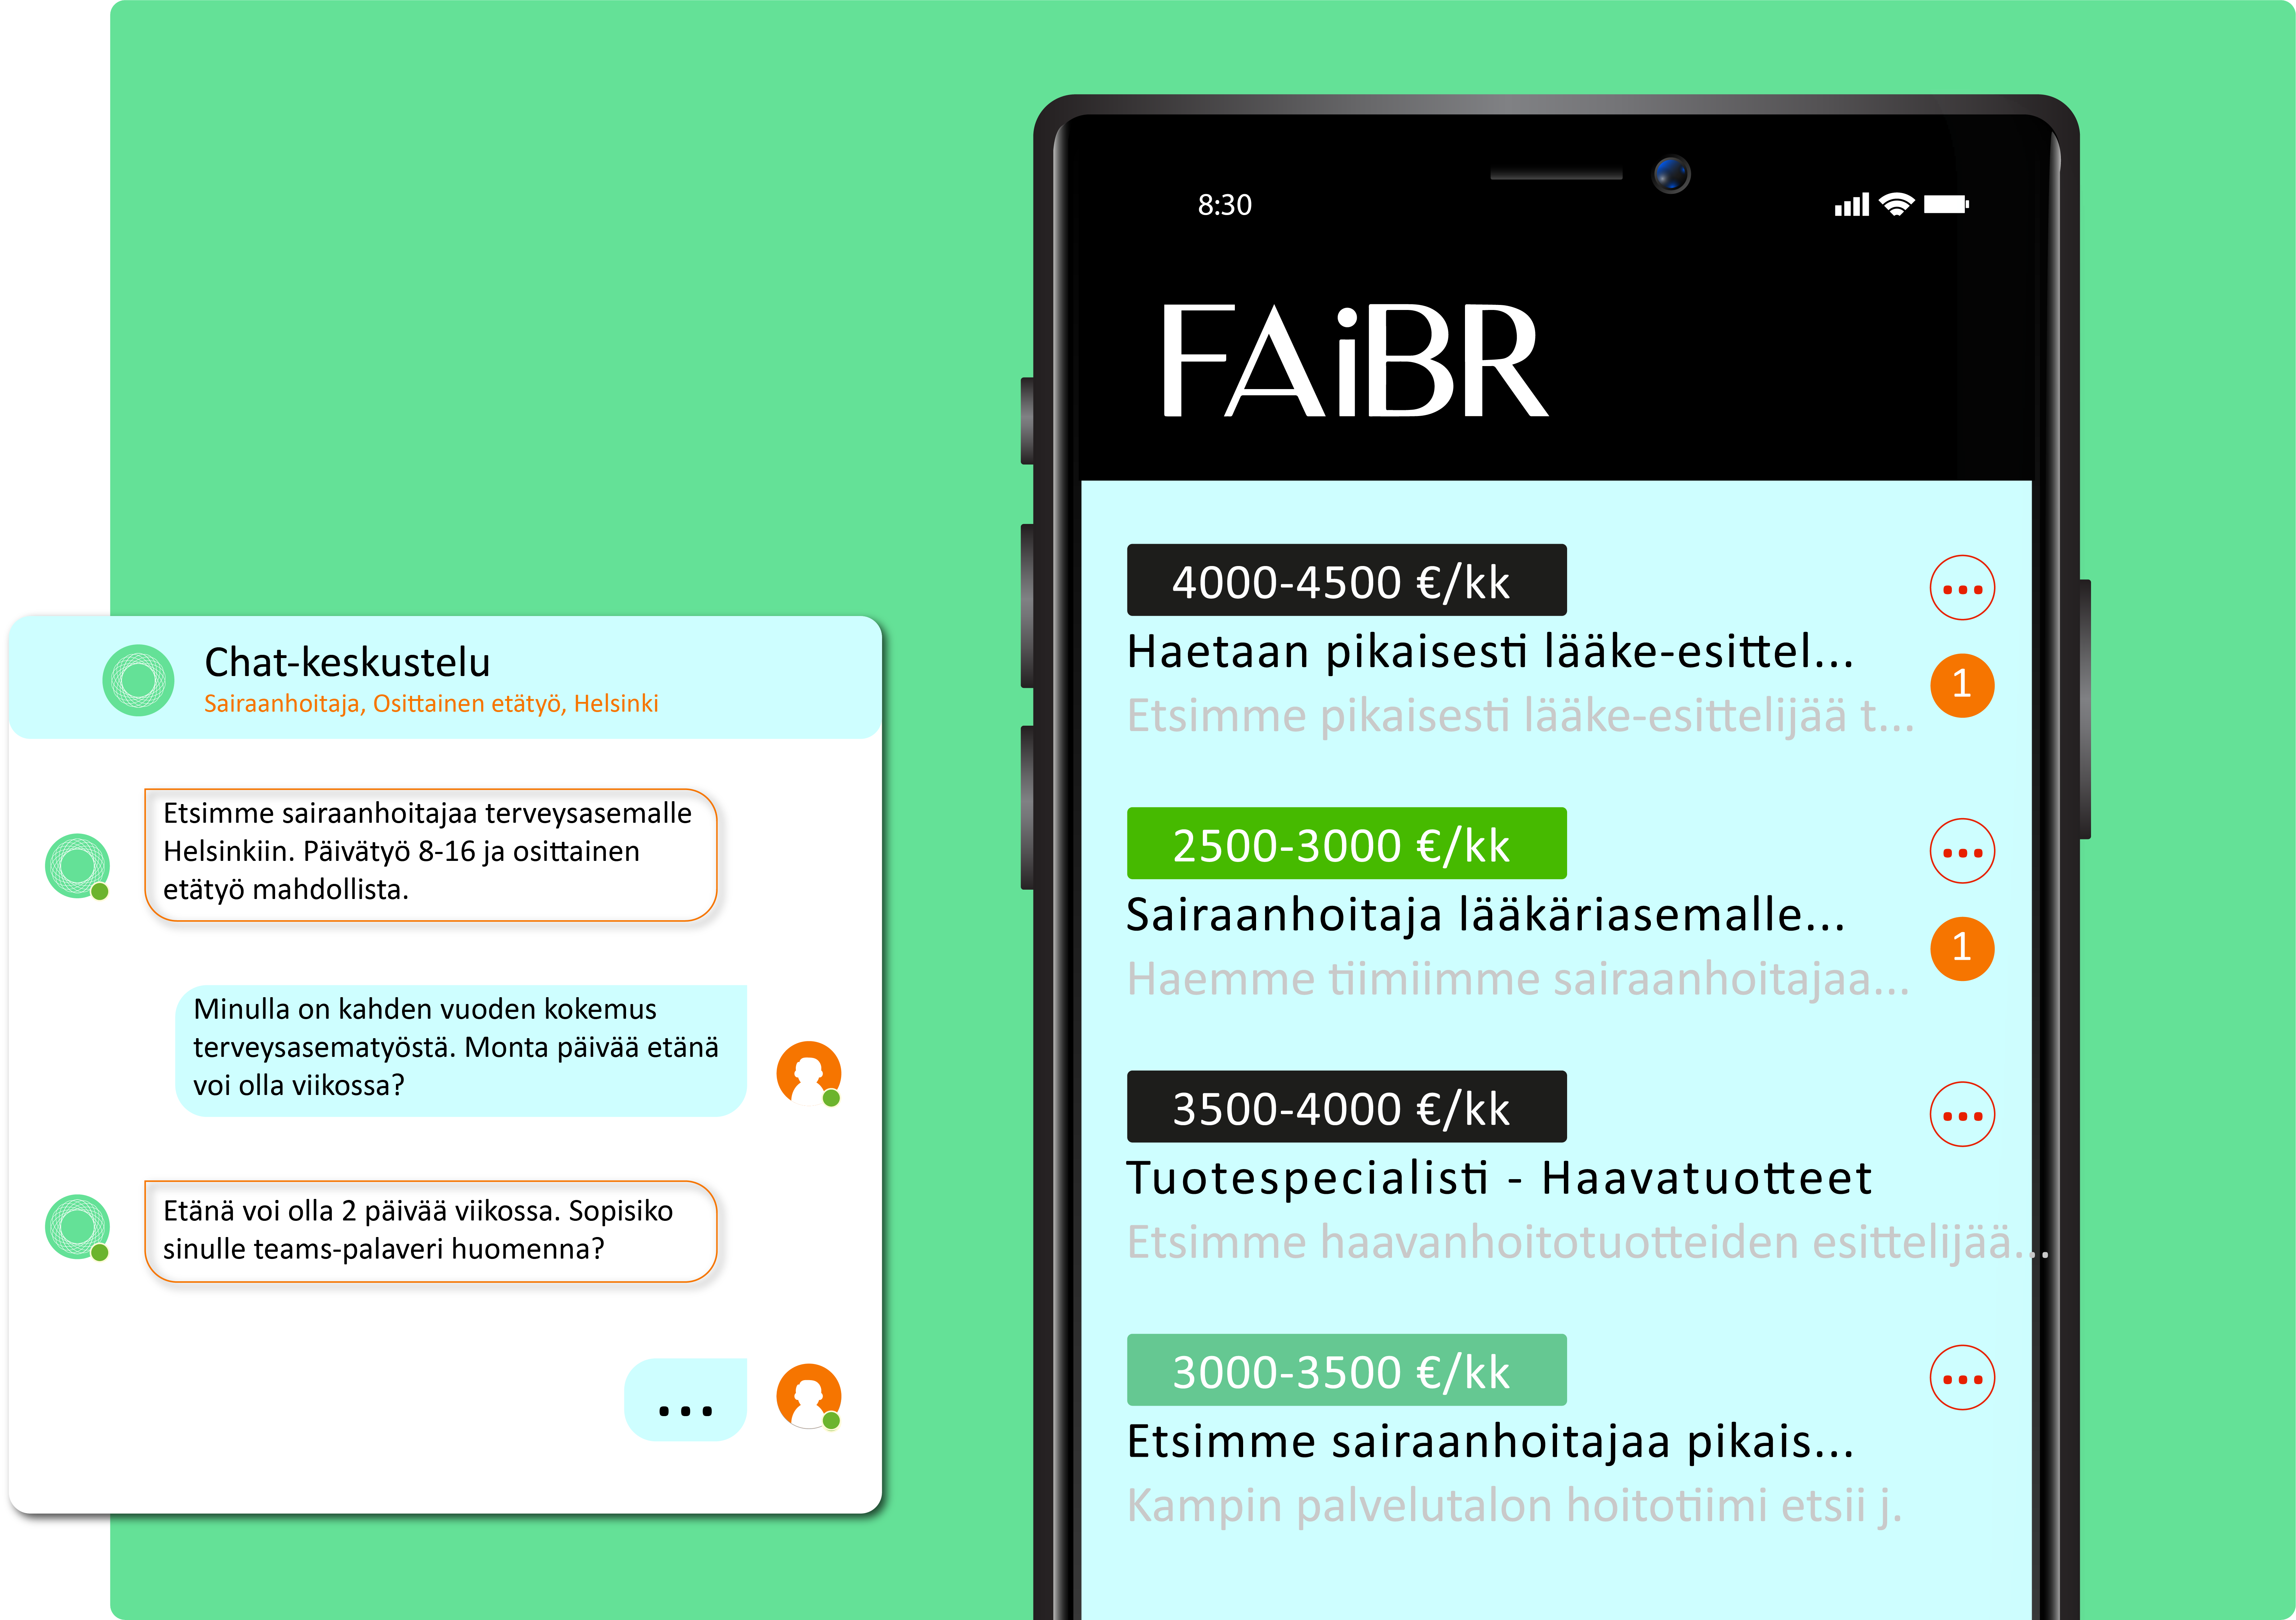 Chat-keskustelu
Sairaanhoitaja, Osittainen etätyö, Helsinki
Etsimme sairaanhoitajaa terveysasemalle
Helsinkiin. Päivätyö 8-16 ja osittainen
etätyö mahdollista.
Minulla on kahden vuoden kokemus
terveysasematyöstä. Monta päivää etänä
voi olla viikossa?
Etänä voi olla 2 päivää viikossa. Sopisiko
sinulle teams-palaveri huomenna?
...
8:30
FAiBR
4000-4500 €/kk
...
Haetaan pikaisesti lääke-esittel...
1
Etsimme pikaisesti lääke-esittelijää t...
2500-3000 €/kk
...
Sairaanhoitaja lääkäriasemalle...
1
Haemme tiimiimme sairaanhoitajaa...
3500-4000 €/kk
...
Tuotespecialisti - Haavatuotteet
Etsimme haavanhoitotuotteiden esittelijää...
3000-3500 €/kk
...
Etsimme sairaanhoitajaa pikais...
Kampin palvelutalon hoitotiimi etsii j.